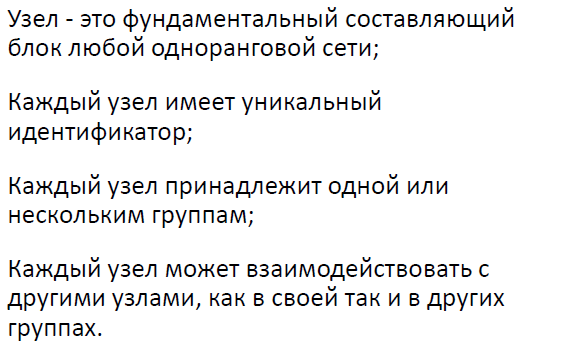 Узел - это фундаментальный составляющий
блок любой одноранговой сети;
Каждый узел имеет уникальный
идентификатор;
Каждый узел принадлежит одной или
нескольким группам;
Каждый узел может взаимодействовать с
другими узлами, как в своей так и в других
группах.